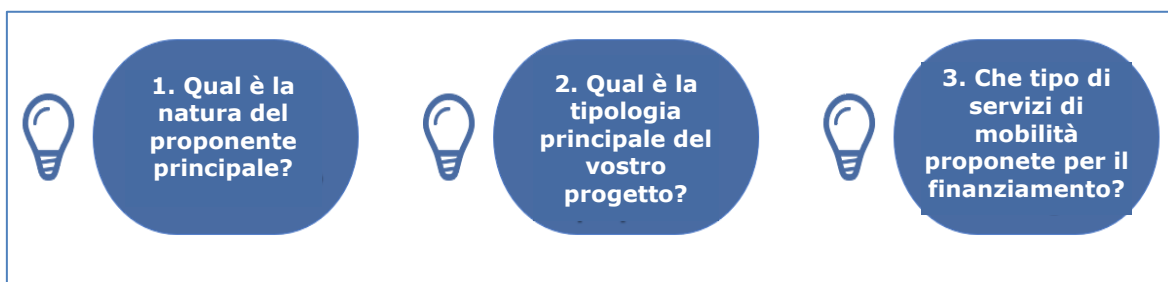 1. Qual è la
natura del
proponente
principale?
2. Qual è la
tipologia
principale del
vostro
progetto?
3. Che tipo di
servizi di
mobilità
proponete per il
finanziamento?